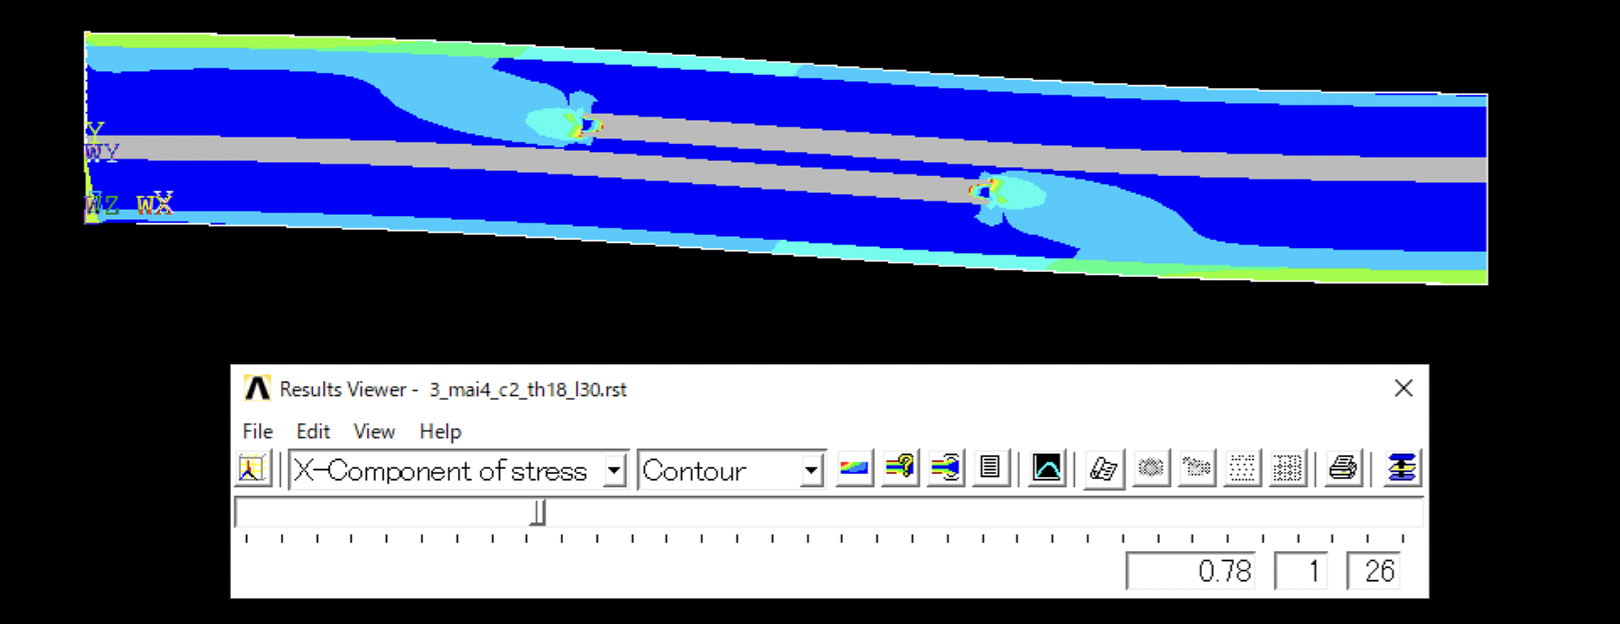 Y
WY
WZ WX
Results Viewer - 3_mai4_c2_th18_l30.rst
File Edit View Help
X-Component of stress Contour
0.78 1 26